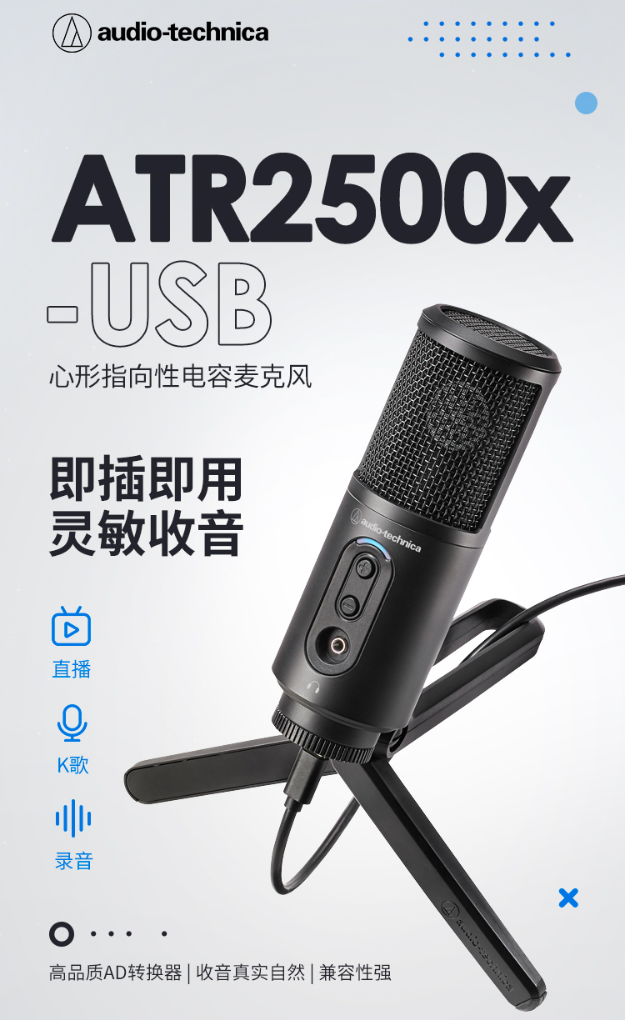 audio-technica
ATR2500x
-USB
心形指向性电容麦克风
即插即用
灵敏收音
audio-technica
直播
K歌
录音
audio-technica
高品质AD转换器 | 收音真实自然 | 兼容性强